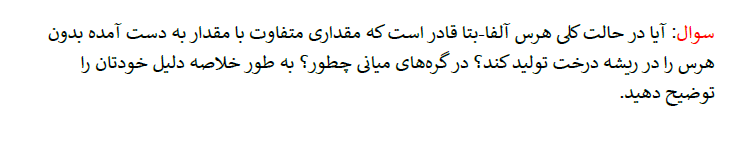 سوال: آیا در حالت کلی هرس آلفا-بتا قادر است که مقداری متفاوت با مقدار به دست آمده بدون
هرس را در ریشه درخت تولید کند؟ در گره‌های میانی چطور؟ به طور خلاصه دلیل خودتان را
توضیح دهید.